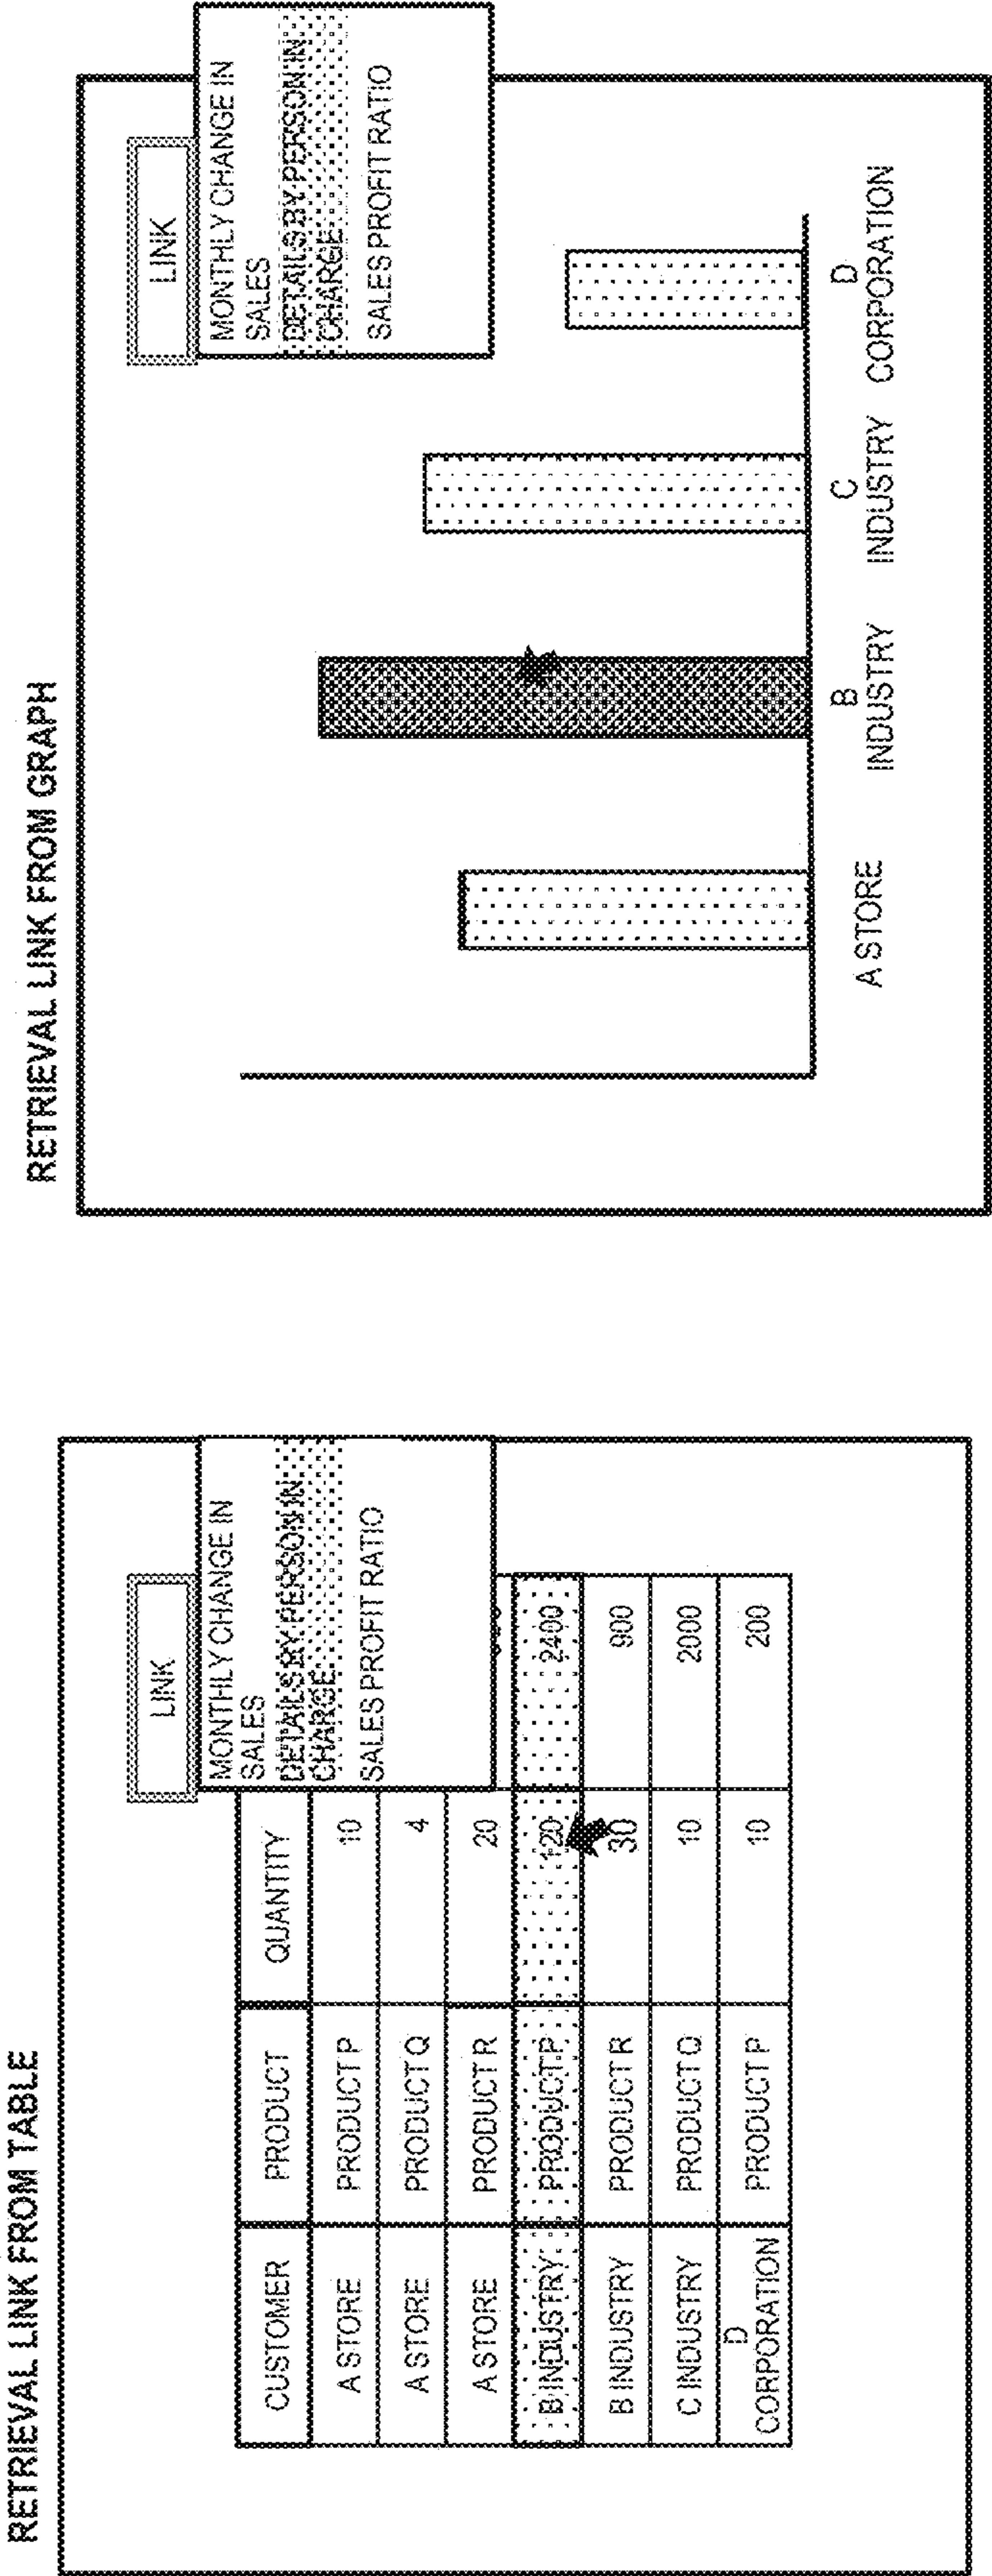 RETRIEVAL LINK FROM TABLE
LINK
MONTHLY CHANGE IN
SALES
DETAILS BY PERSON IN
CHARGE
SALES PROFIT RATIO
CUSTOMER PRODUCT QUANTITY
A STORE PRODUCT P 10
A STORE PRODUCT Q 4
A STORE PRODUCT R 20
B INDUSTRY PRODUCT P 120 2400
B INDUSTRY PRODUCT R 30 900
C INDUSTRY PRODUCT Q 10 2000
D
CORPORATION PRODUCT P 10 200
RETRIEVAL LINK FROM GRAPH
LINK
MONTHLY CHANGE IN
SALES
DETAILS BY PERSON IN
CHARGE
SALES PROFIT RATIO
A STORE
B
INDUSTRY
C
INDUSTRY
D
CORPORATION